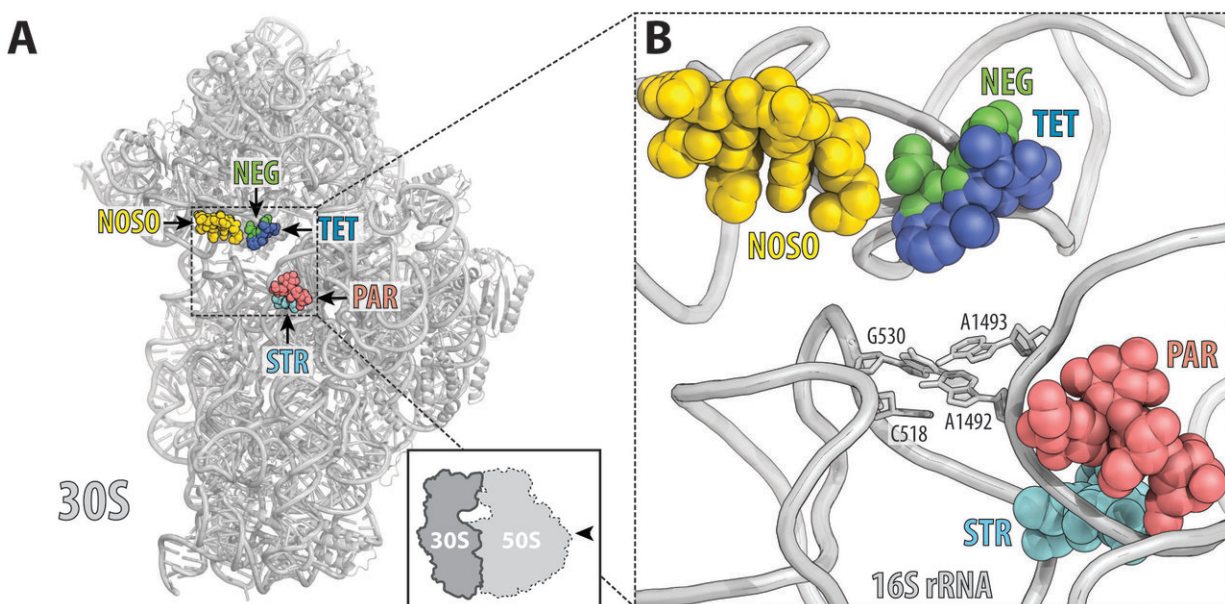 A
NEG
NOSO
TET
PAR
STR
30S
30S
50S
B
NEG
TET
NOSO
G530
A1493
PAR
C518
A1492
STR
16S rRNA